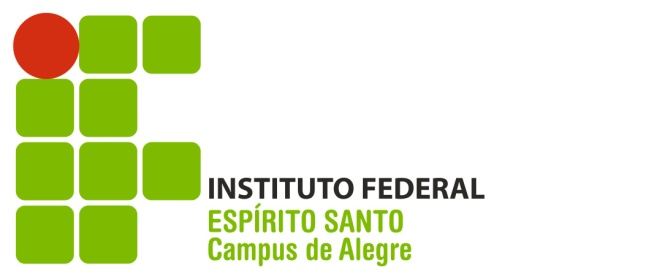 INSTITUTO FEDERAL
ESPÍRITO SANTO
Campus de Alegre